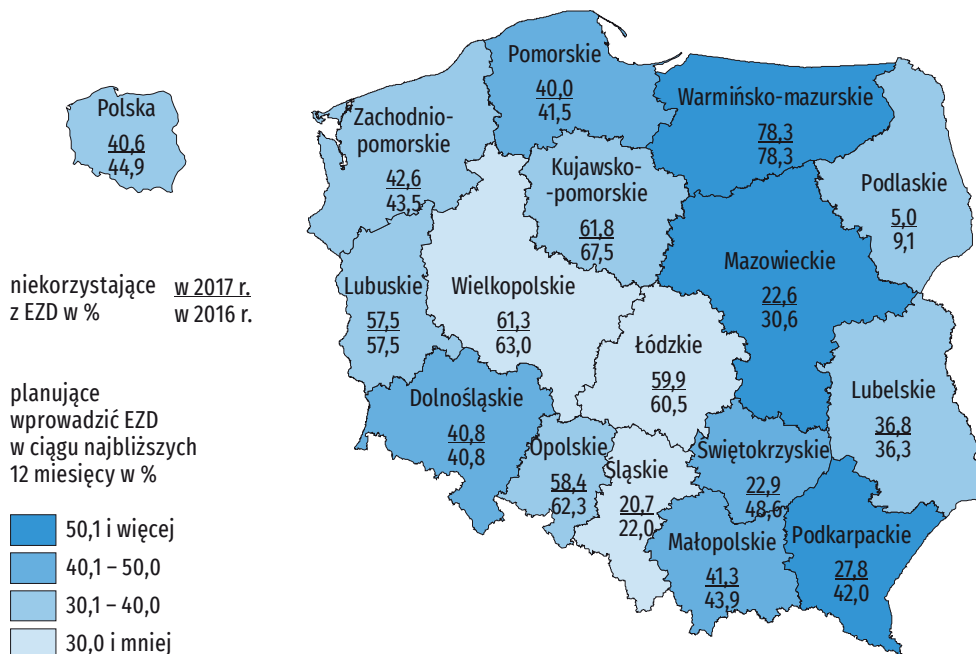 Polska
40,6
44,9
niekorzystające
z EZD w %
w 2017 r.
w 2016 r.
planujące
wprowadzić EZD
w ciągu najbliższych
12 miesięcy w %
50,1 i więcej
40,1 – 50,0
30,1 – 40,0
30,0 i mniej
Pomorskie
40,0
41,5
Warmińsko-mazurskie
78,3
78,3
Zachodnio-
pomorskie
42,6
43,5
Kujawsko-
-pomorskie
61,8
67,5
Podlaskie
5,0
9,1
Mazowieckie
22,6
30,6
Lubuskie
57,5
57,5
Wielkopolskie
61,3
63,0
Łódzkie
59,9
60,5
Lubelskie
36,8
36,3
Dolnośląskie
40,8
40,8
Opolskie
58,4
62,3
Śląskie
20,7
22,0
Świętokrzyskie
22,9
48,6
Małopolskie
41,3
43,9
Podkarpackie
27,8
42,0